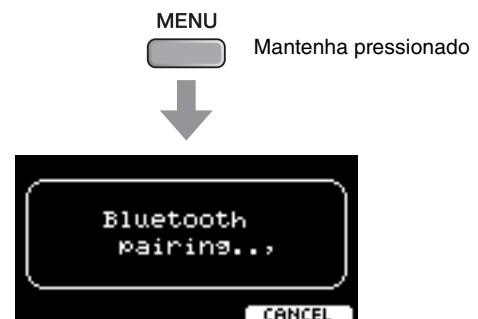 MENU
Mantenha pressionado
Bluetooth
pairing..,
CANCEL